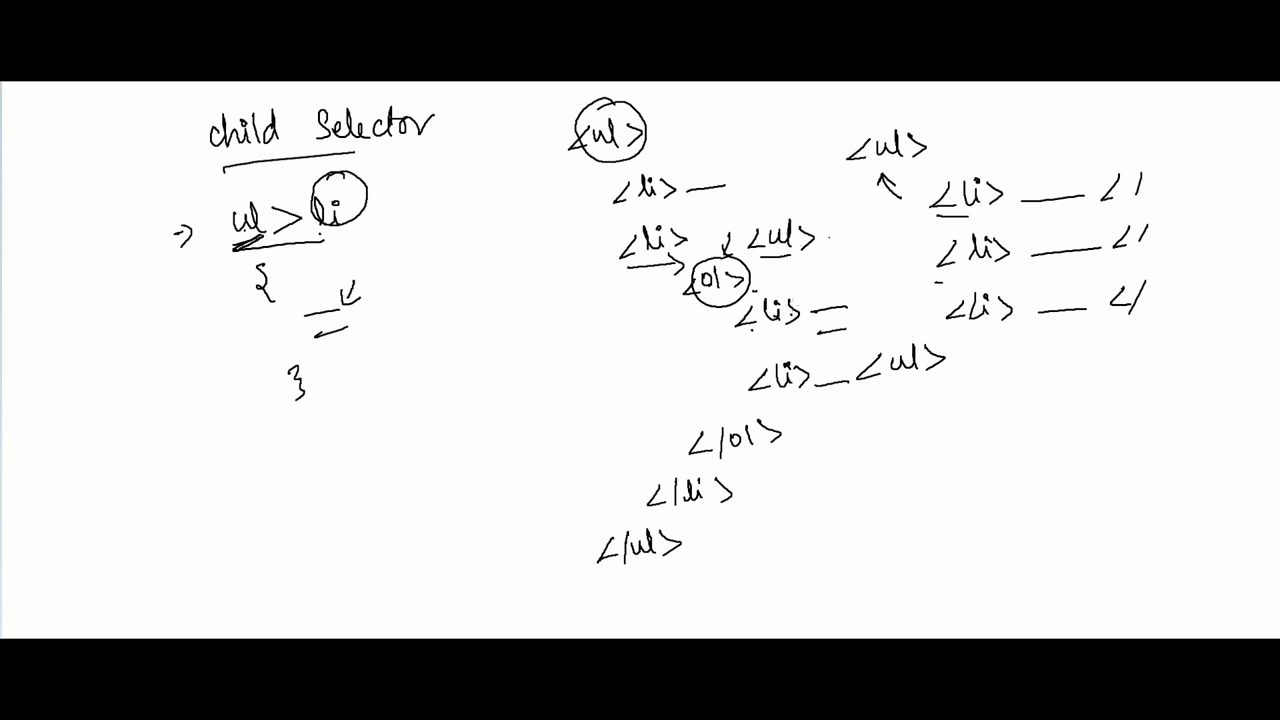 child Selector
ul > li
{
}
<ul>
<li>
<li> <ul>
<ol>
<li>
<li> <ul>
</ol>
</li>
</ul>
<ul>
<li> </
<li> </
<li> </